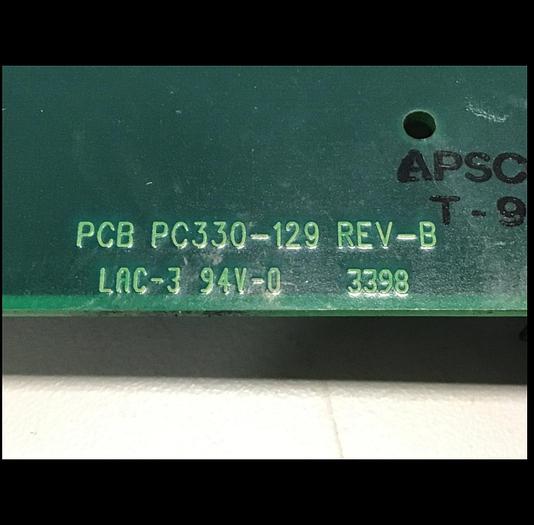 APSC
T-9
PCB PC330-129 REV-B
LAC-3 94V-0 3398